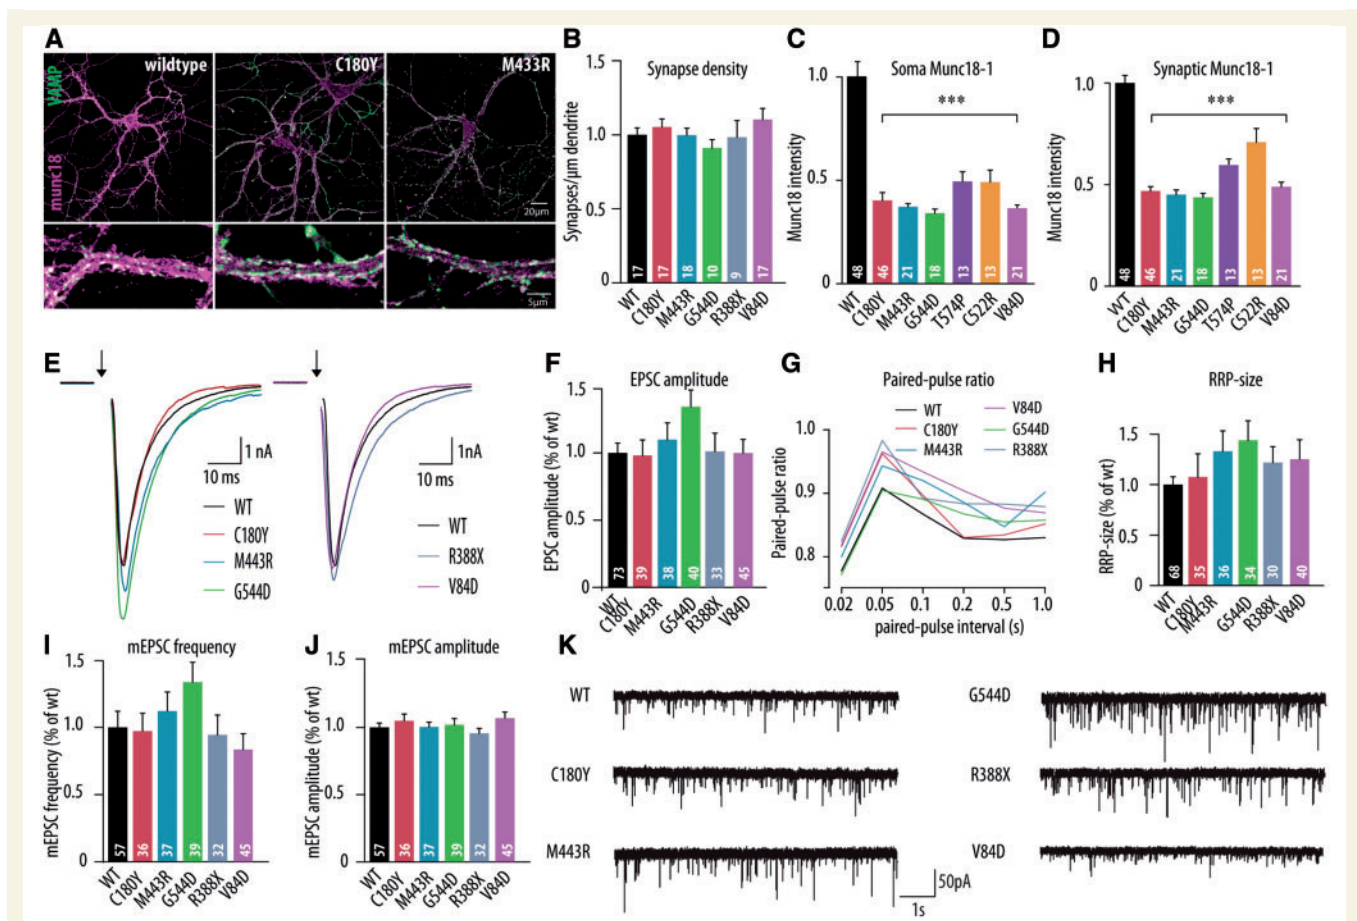 A
wildtype
C180Y
M433R
VAMP
munc18
20µm
5µm
B
Synapse density
Synapses/µm dendrite
1.5
1.0
0.5
0
17
17
18
10
9
17
WT
C180Y
M443R
G544D
R388X
V84D
C
Soma Munc18-1
***
Munc18 intensity
1.0
0.5
0
48
46
21
18
13
13
21
WT
C180Y
M443R
G544D
T574P
C522R
V84D
D
Synaptic Munc18-1
***
Munc18 intensity
1.0
0.5
0
48
46
21
18
13
13
21
WT
C180Y
M443R
G544D
T574P
C522R
V84D
E
1 nA
10 ms
WT
C180Y
M443R
G544D
1 nA
10 ms
WT
R388X
V84D
F
EPSC amplitude
EPSC amplitude (% of wt)
1.5
1.0
0.5
0
73
39
38
40
33
45
WT
C180Y
M443R
G544D
R388X
V84D
G
Paired-pulse ratio
WT
C180Y
M443R
V84D
G544D
R388X
Paired-pulse ratio
1.0
0.9
0.8
0.02
0.05
0.1
0.2
0.5
1.0
paired-pulse interval (s)
H
RRP-size
RRP-size (% of wt)
1.5
1.0
0.5
0
68
35
36
34
30
40
WT
C180Y
M443R
G544D
R388X
V84D
I
mEPSC frequency
mEPSC frequency (% of wt)
1.5
1.0
0.5
0
57
36
37
39
32
45
WT
C180Y
M443R
G544D
R388X
V84D
J
mEPSC amplitude
mEPSC amplitude (% of wt)
1.5
1.0
0.5
0
57
36
37
39
32
45
WT
C180Y
M443R
G544D
R388X
V84D
K
WT
G544D
C180Y
R388X
M443R
V84D
50pA
1s